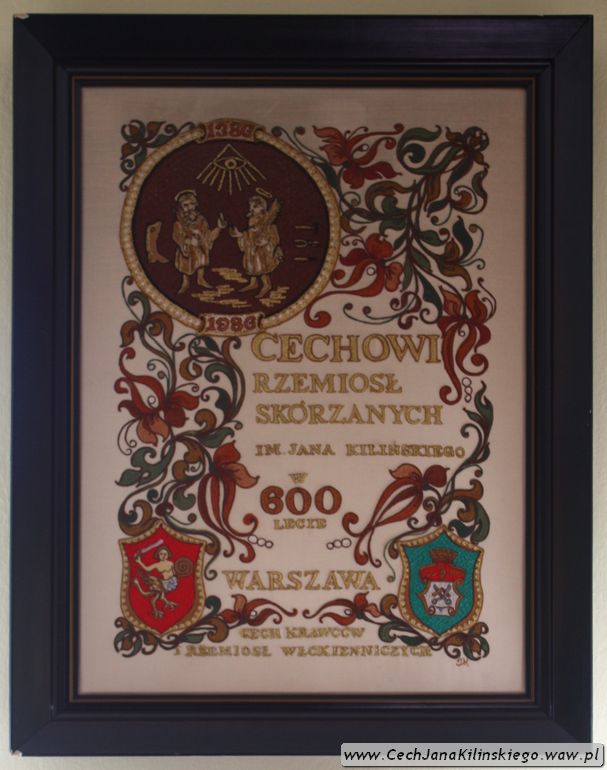 1386
1986
CECHOWI
RZEMIOSŁ
SKÓRZANYCH
IM. JANA KILIŃSKIEGO
W
600
LECIE
WARSZAWA
CECH KRAWCÓW
I RZEMIOSŁ WŁÓKIENNICZYCH
www.CechJanaKilinskiego.waw.pl